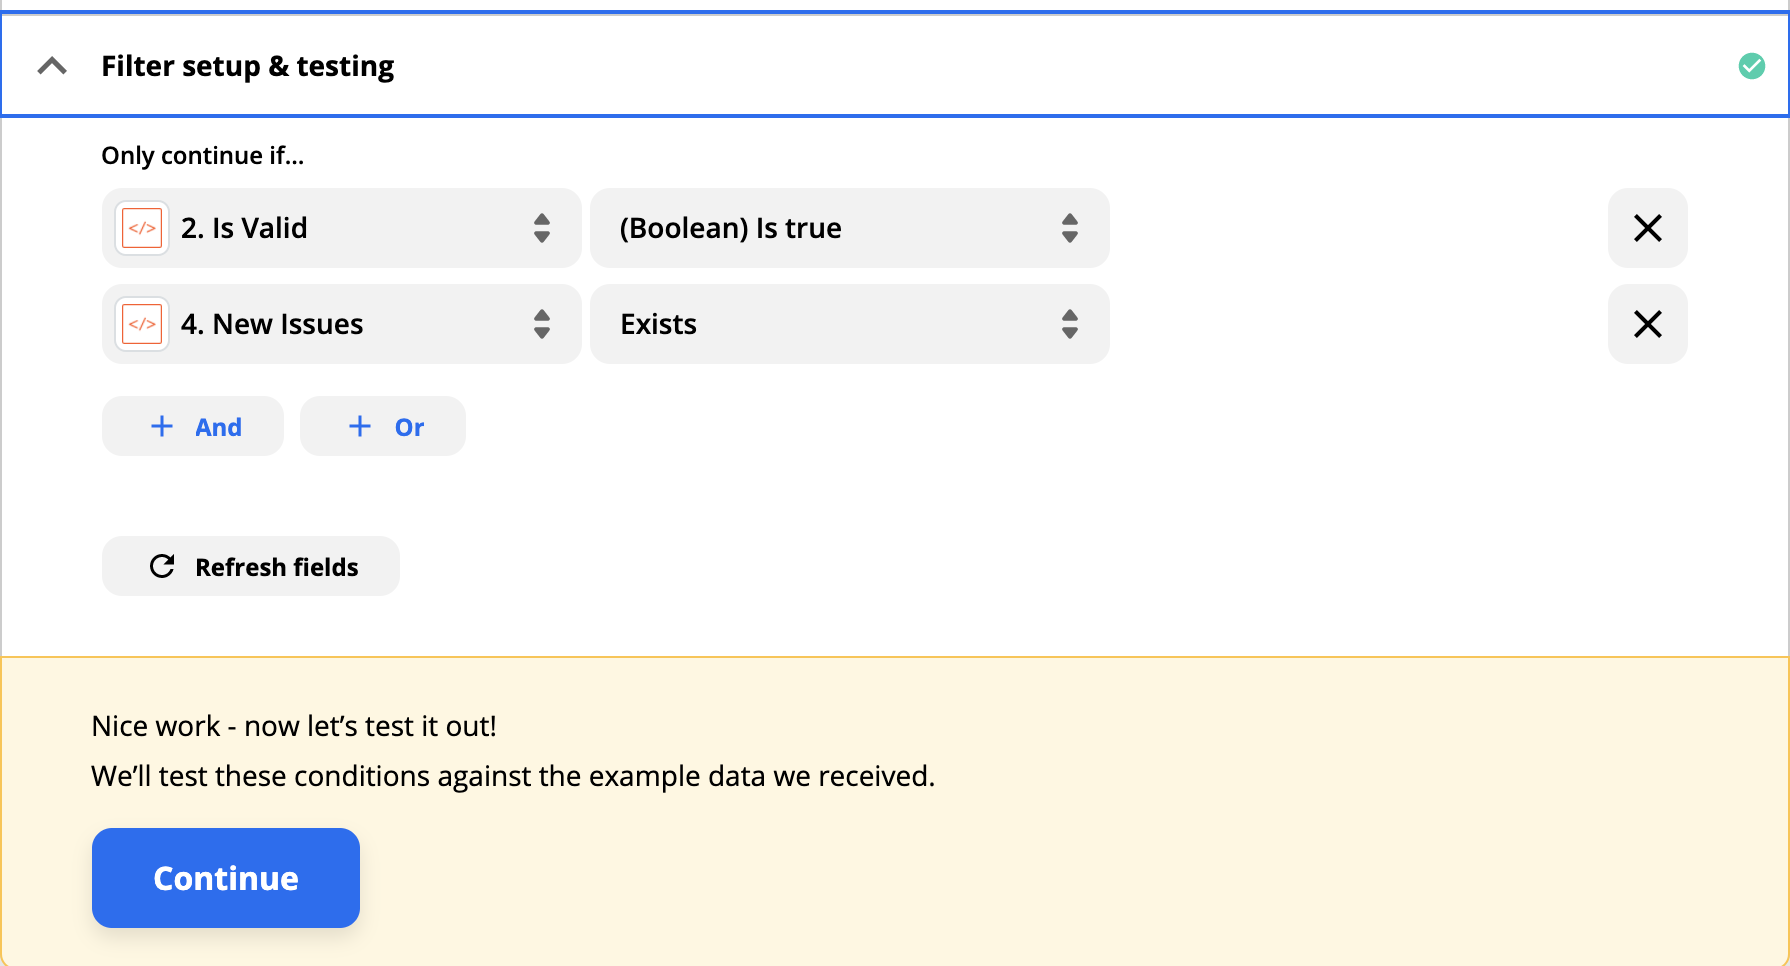 Filter setup & testing
Only continue if...
</> 2. Is Valid (Boolean) Is true
</> 4. New Issues Exists
+ And + Or
Refresh fields
Nice work - now let’s test it out!
We’ll test these conditions against the example data we received.
Continue